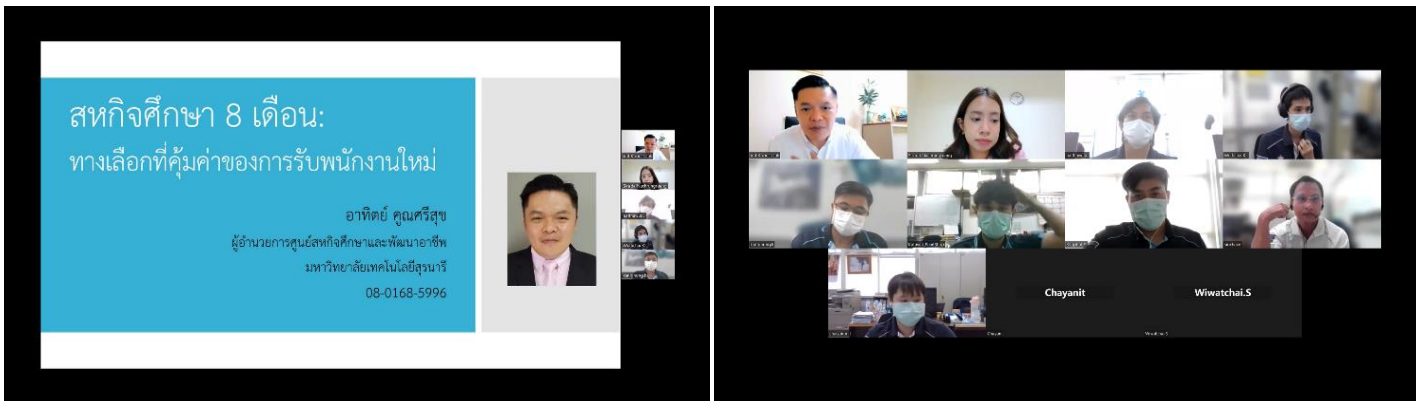 สหกิจศึกษา 8 เดือน:
ทางเลือกที่คุ้มค่าของการรับพนักงานใหม่
อาทิตย์ คูณศรีสุข
ผู้อำนวยการศูนย์สหกิจศึกษาและพัฒนาอาชีพ
มหาวิทยาลัยเทคโนโลยีสุรนารี
08-0168-5996
Chayanit
Wiwatchai.S